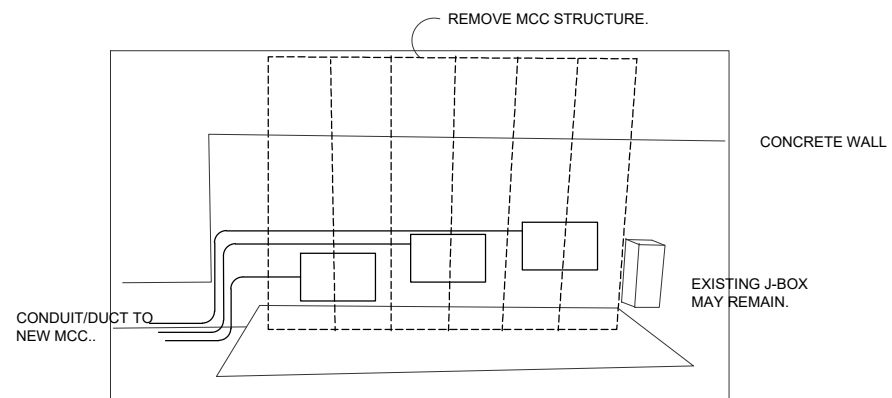 REMOVE MCC STRUCTURE.
CONCRETE WALL
EXISTING J-BOX
MAY REMAIN.
CONDUIT/DUCT TO
NEW MCC..